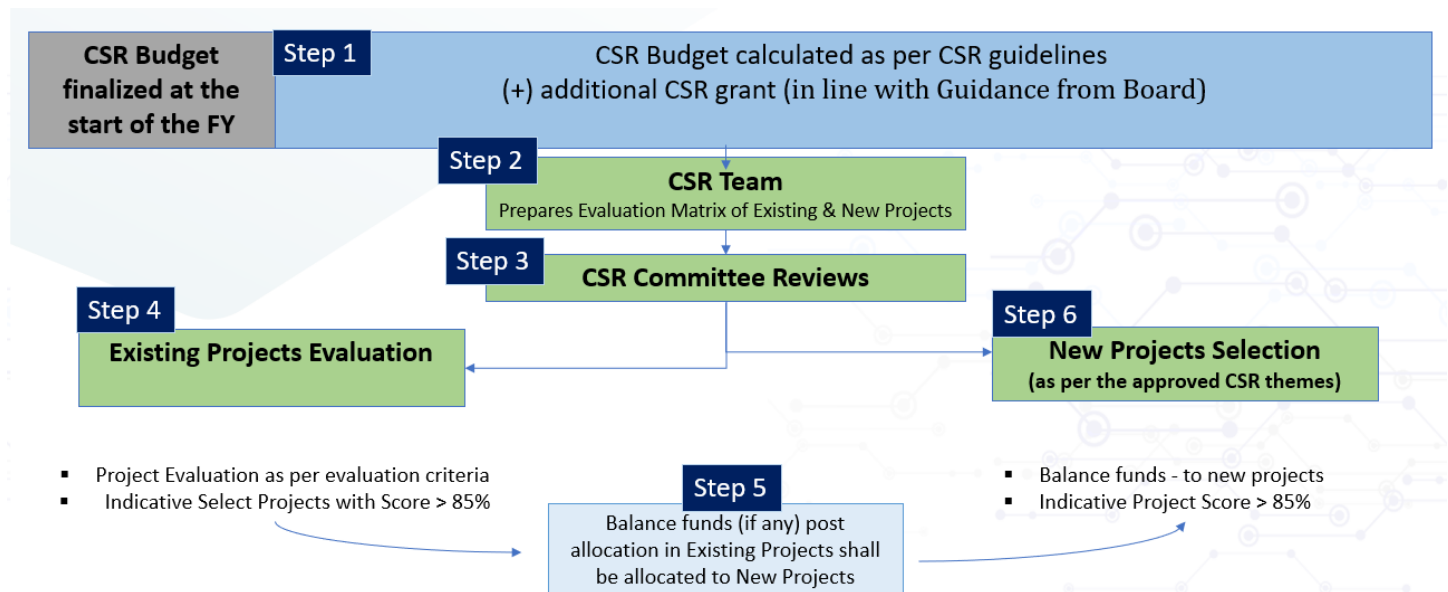 CSR Budget
finalized at the
start of the FY
Step 1
CSR Budget calculated as per CSR guidelines
(+) additional CSR grant (in line with Guidance from Board)
Step 2
CSR Team
Prepares Evaluation Matrix of Existing & New Projects
Step 3
CSR Committee Reviews
Step 4
Existing Projects Evaluation
Step 6
New Projects Selection
(as per the approved CSR themes)
▪ Project Evaluation as per evaluation criteria
▪ Indicative Select Projects with Score > 85%
Step 5
Balance funds (if any) post
allocation in Existing Projects shall
be allocated to New Projects
▪ Balance funds - to new projects
▪ Indicative Project Score > 85%